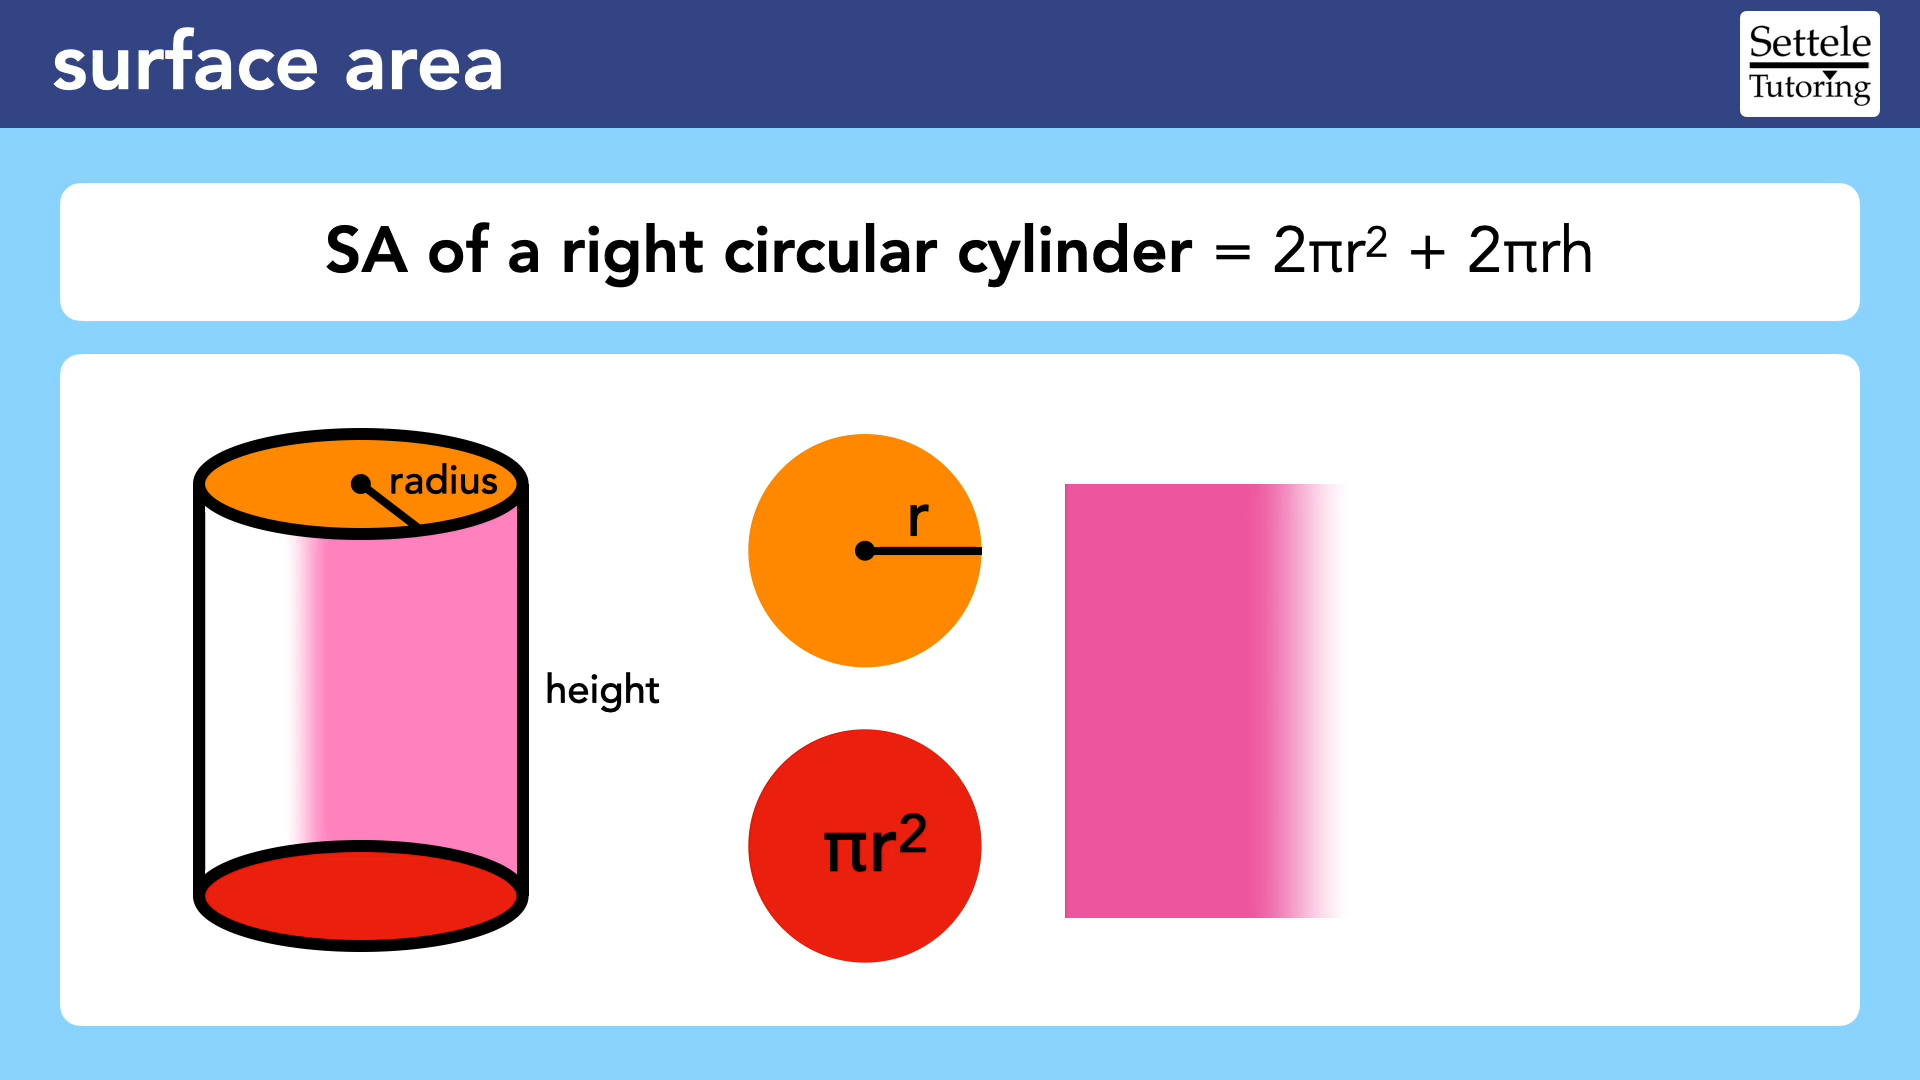 surface area
Settele
Tutoring
SA of a right circular cylinder = 2πr² + 2πrh
radius
height
r
πr²